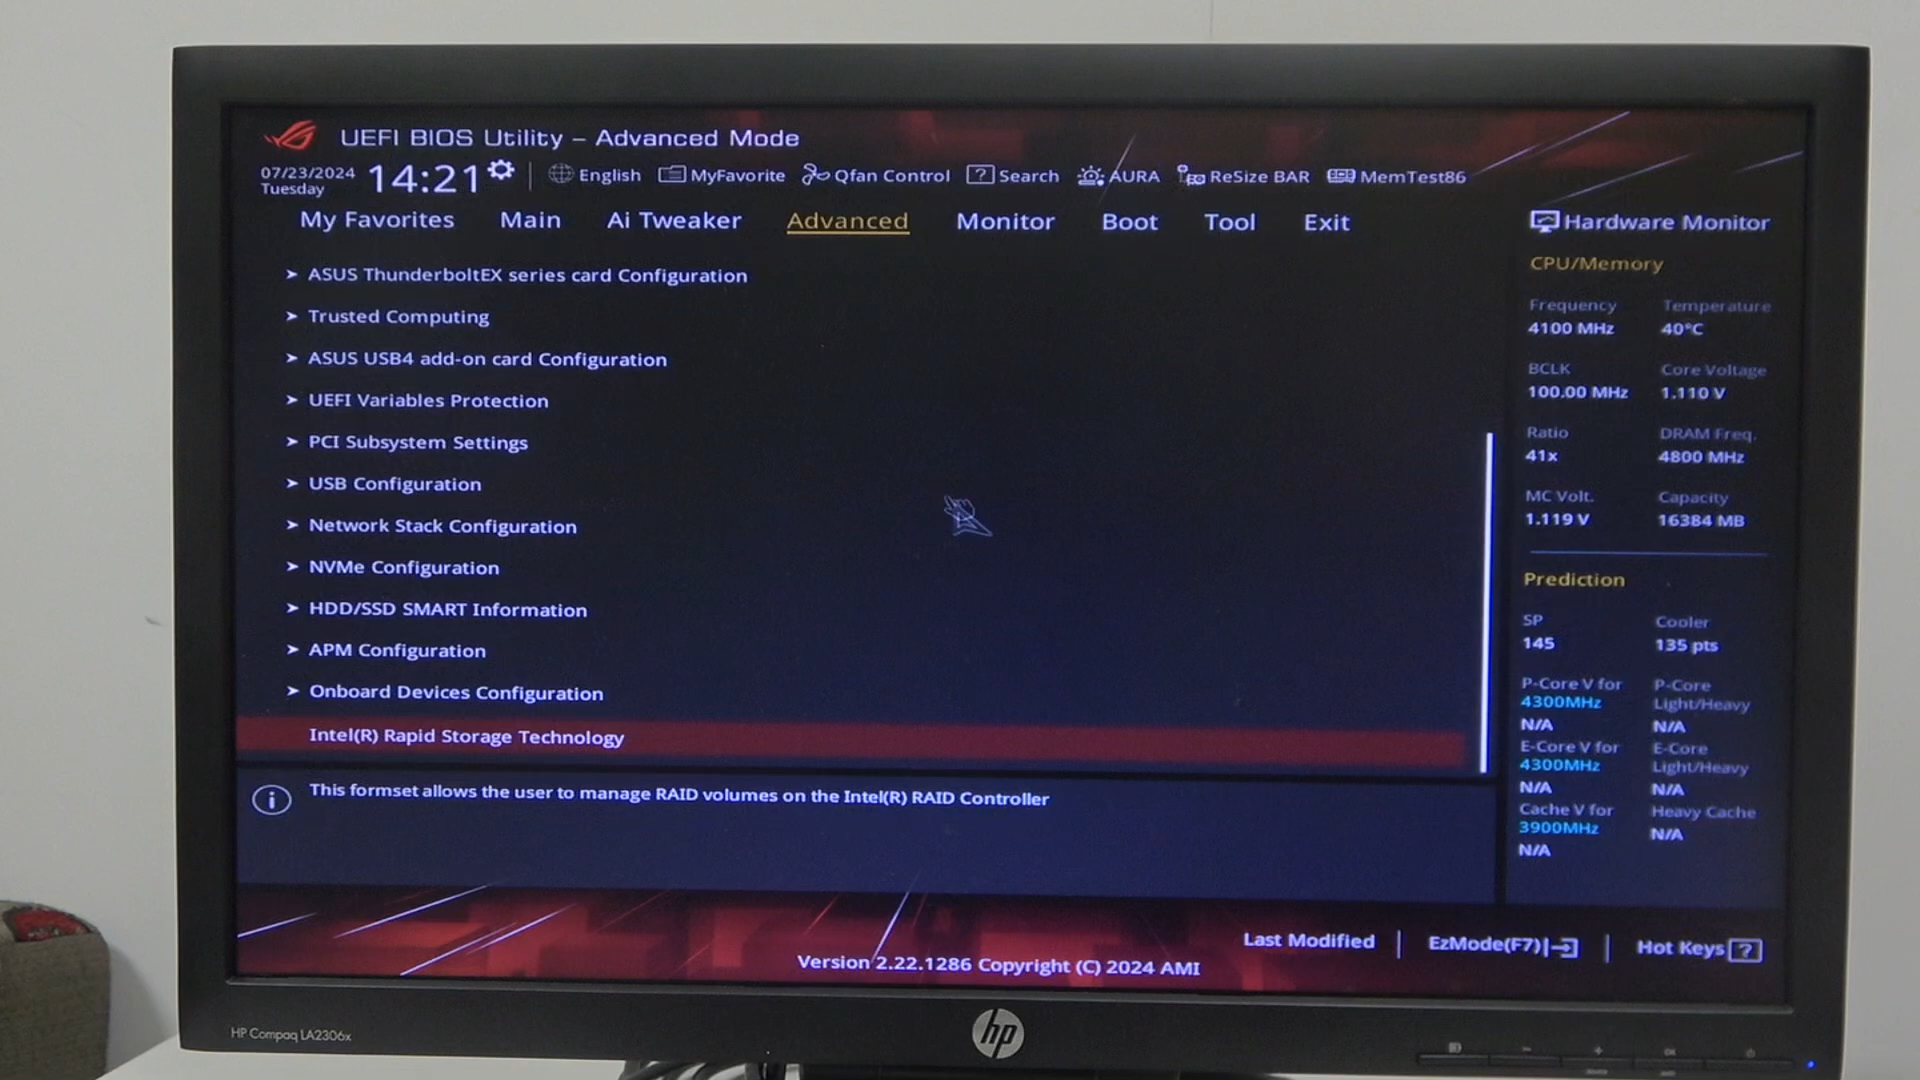 UEFI BIOS Utility – Advanced Mode
07/23/2024
Tuesday
14:21
English
MyFavorite
Qfan Control
? Search
AURA
ReSize BAR
MemTest86
My Favorites
Main
Ai Tweaker
Advanced
Monitor
Boot
Tool
Exit
ASUS ThunderboltEX series card Configuration
Trusted Computing
ASUS USB4 add-on card Configuration
UEFI Variables Protection
PCI Subsystem Settings
USB Configuration
Network Stack Configuration
NVMe Configuration
HDD/SSD SMART Information
APM Configuration
Onboard Devices Configuration
Intel(R) Rapid Storage Technology
This formset allows the user to manage RAID volumes on the Intel(R) RAID Controller
Hardware Monitor
CPU/Memory
Frequency Temperature
4100 MHz 40°C
BCLK Core Voltage
100.00 MHz 1.110 V
Ratio DRAM Freq.
41x 4800 MHz
MC Volt. Capacity
1.119 V 16384 MB
Prediction
SP Cooler
145 135 pts
P-Core V for P-Core
4300MHz Light/Heavy
N/A N/A
E-Core V for E-Core
4300MHz Light/Heavy
N/A N/A
Cache V for Heavy Cache
3900MHz N/A
N/A
Last Modified
EzMode(F7)
Hot Keys ?
Version 2.22.1286 Copyright (C) 2024 AMI
HP Compaq LA2306x
hp